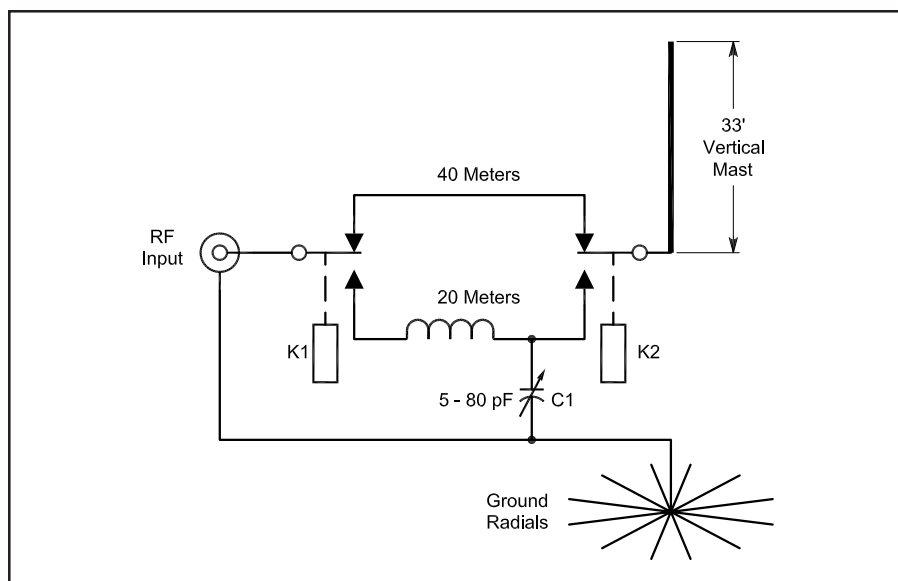 33'
Vertical
Mast
40 Meters
RF
Input
20 Meters
K1
K2
5 - 80 pF
C1
Ground
Radials